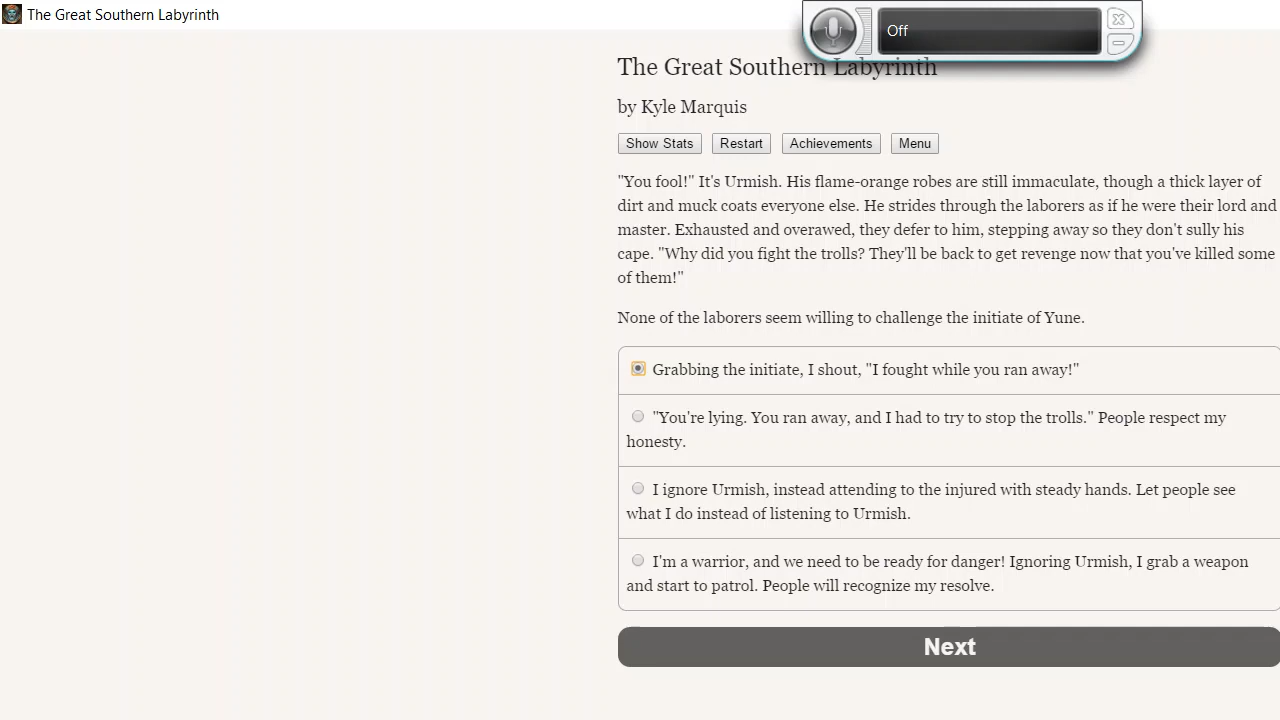 The Great Southern Labyrinth
Off
The Great Southern Labyrinth
by Kyle Marquis
Show Stats Restart Achievements Menu
"You fool!" It's Urmish. His flame-orange robes are still immaculate, though a thick layer of
dirt and muck coats everyone else. He strides through the laborers as if he were their lord and
master. Exhausted and overawed, they defer to him, stepping away so they don't sully his
cape. "Why did you fight the trolls? They'll be back to get revenge now that you've killed some
of them!"
None of the laborers seem willing to challenge the initiate of Yune.
Grabbing the initiate, I shout, "I fought while you ran away!"
"You're lying. You ran away, and I had to try to stop the trolls." People respect my
honesty.
I ignore Urmish, instead attending to the injured with steady hands. Let people see
what I do instead of listening to Urmish.
I'm a warrior, and we need to be ready for danger! Ignoring Urmish, I grab a weapon
and start to patrol. People will recognize my resolve.
Next